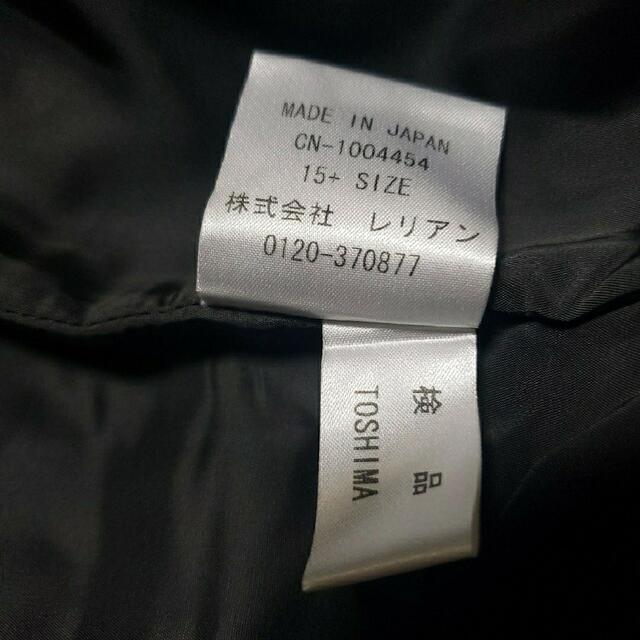 MADE IN JAPAN
CN-1004454
15+ SIZE
株式会社 レリアン
0120-370877
検品
TOSHIMA